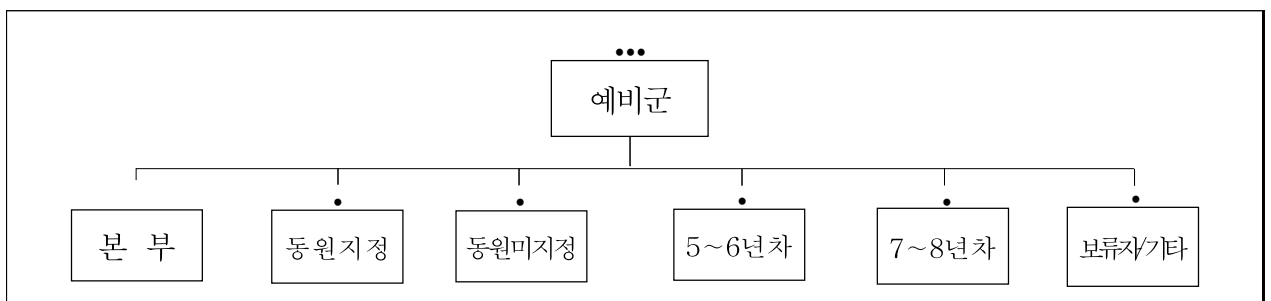 예비군
본 부
동원지정
동원미지정
5~6년차
7~8년차
보류자/기타